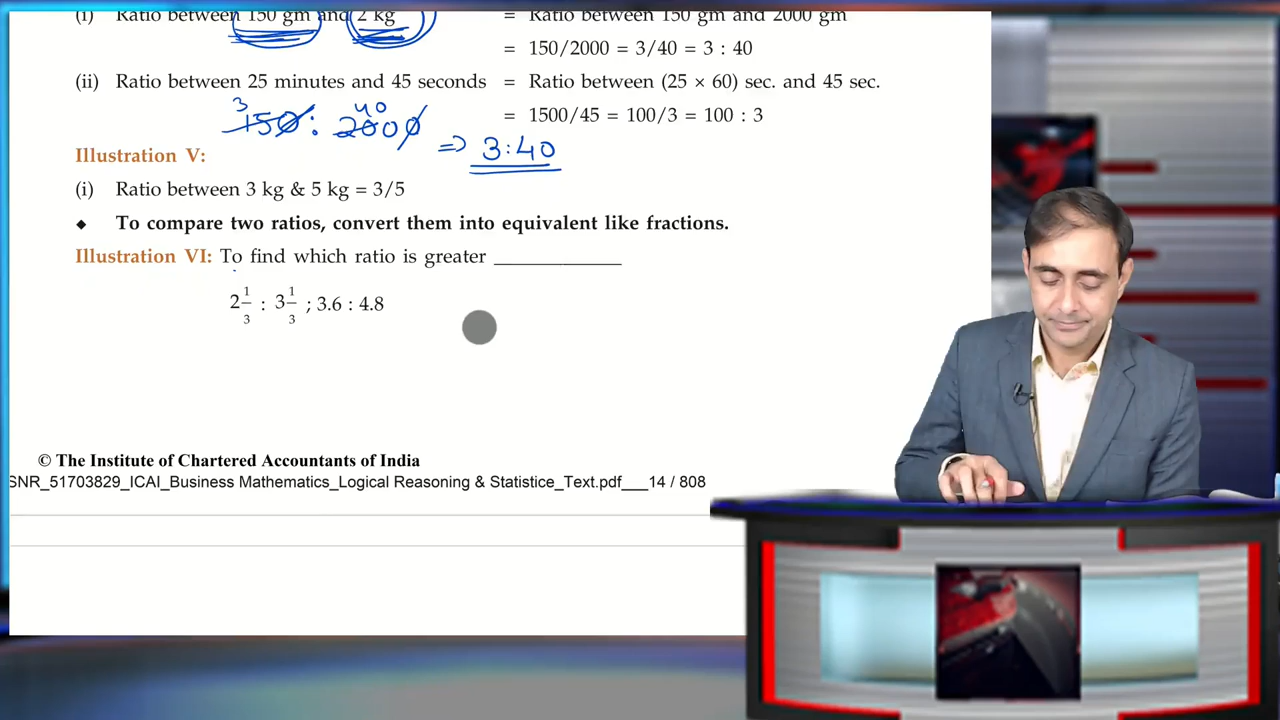 (i) Ratio between 150 gm and 2 kg = Ratio between 150 gm and 2000 gm
= 150/2000 = 3/40 = 3 : 40
(ii) Ratio between 25 minutes and 45 seconds = Ratio between (25 × 60) sec. and 45 sec.
= 1500/45 = 100/3 = 100 : 3
3 40
150 : 2000
⇒ 3:40
Illustration V:
(i) Ratio between 3 kg & 5 kg = 3/5
◆ To compare two ratios, convert them into equivalent like fractions.
Illustration VI: To find which ratio is greater ____________
2 1/3 : 3 1/3 ; 3.6 : 4.8
© The Institute of Chartered Accountants of India
SNR_51703829_ICAI_Business Mathematics_Logical Reasoning & Statistice_Text.pdf___14 / 808